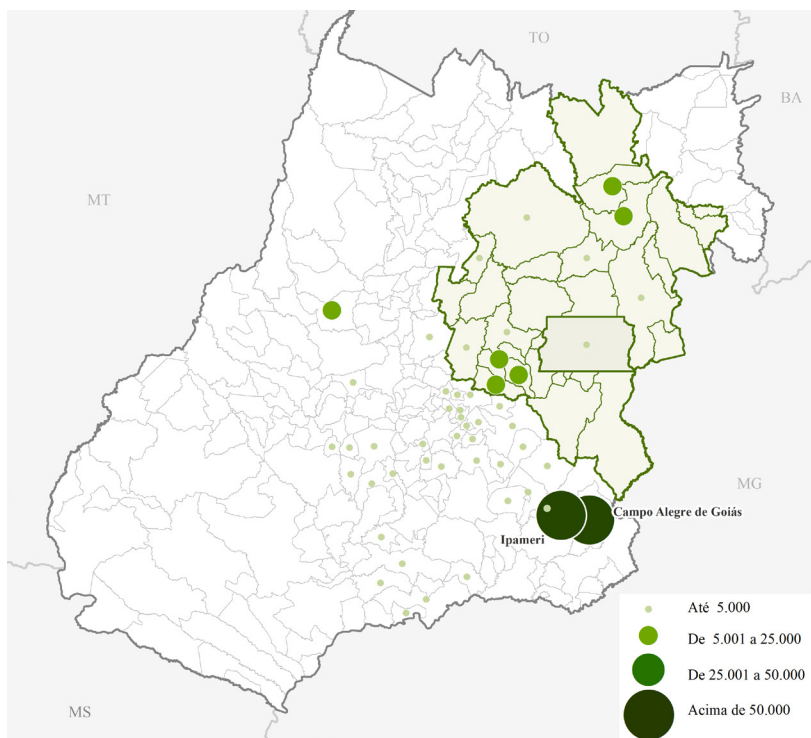 TO
BA
MT
MG
Campo Alegre de Goiás
Ipameri
MS
Até 5.000
De 5.001 a 25.000
De 25.001 a 50.000
Acima de 50.000